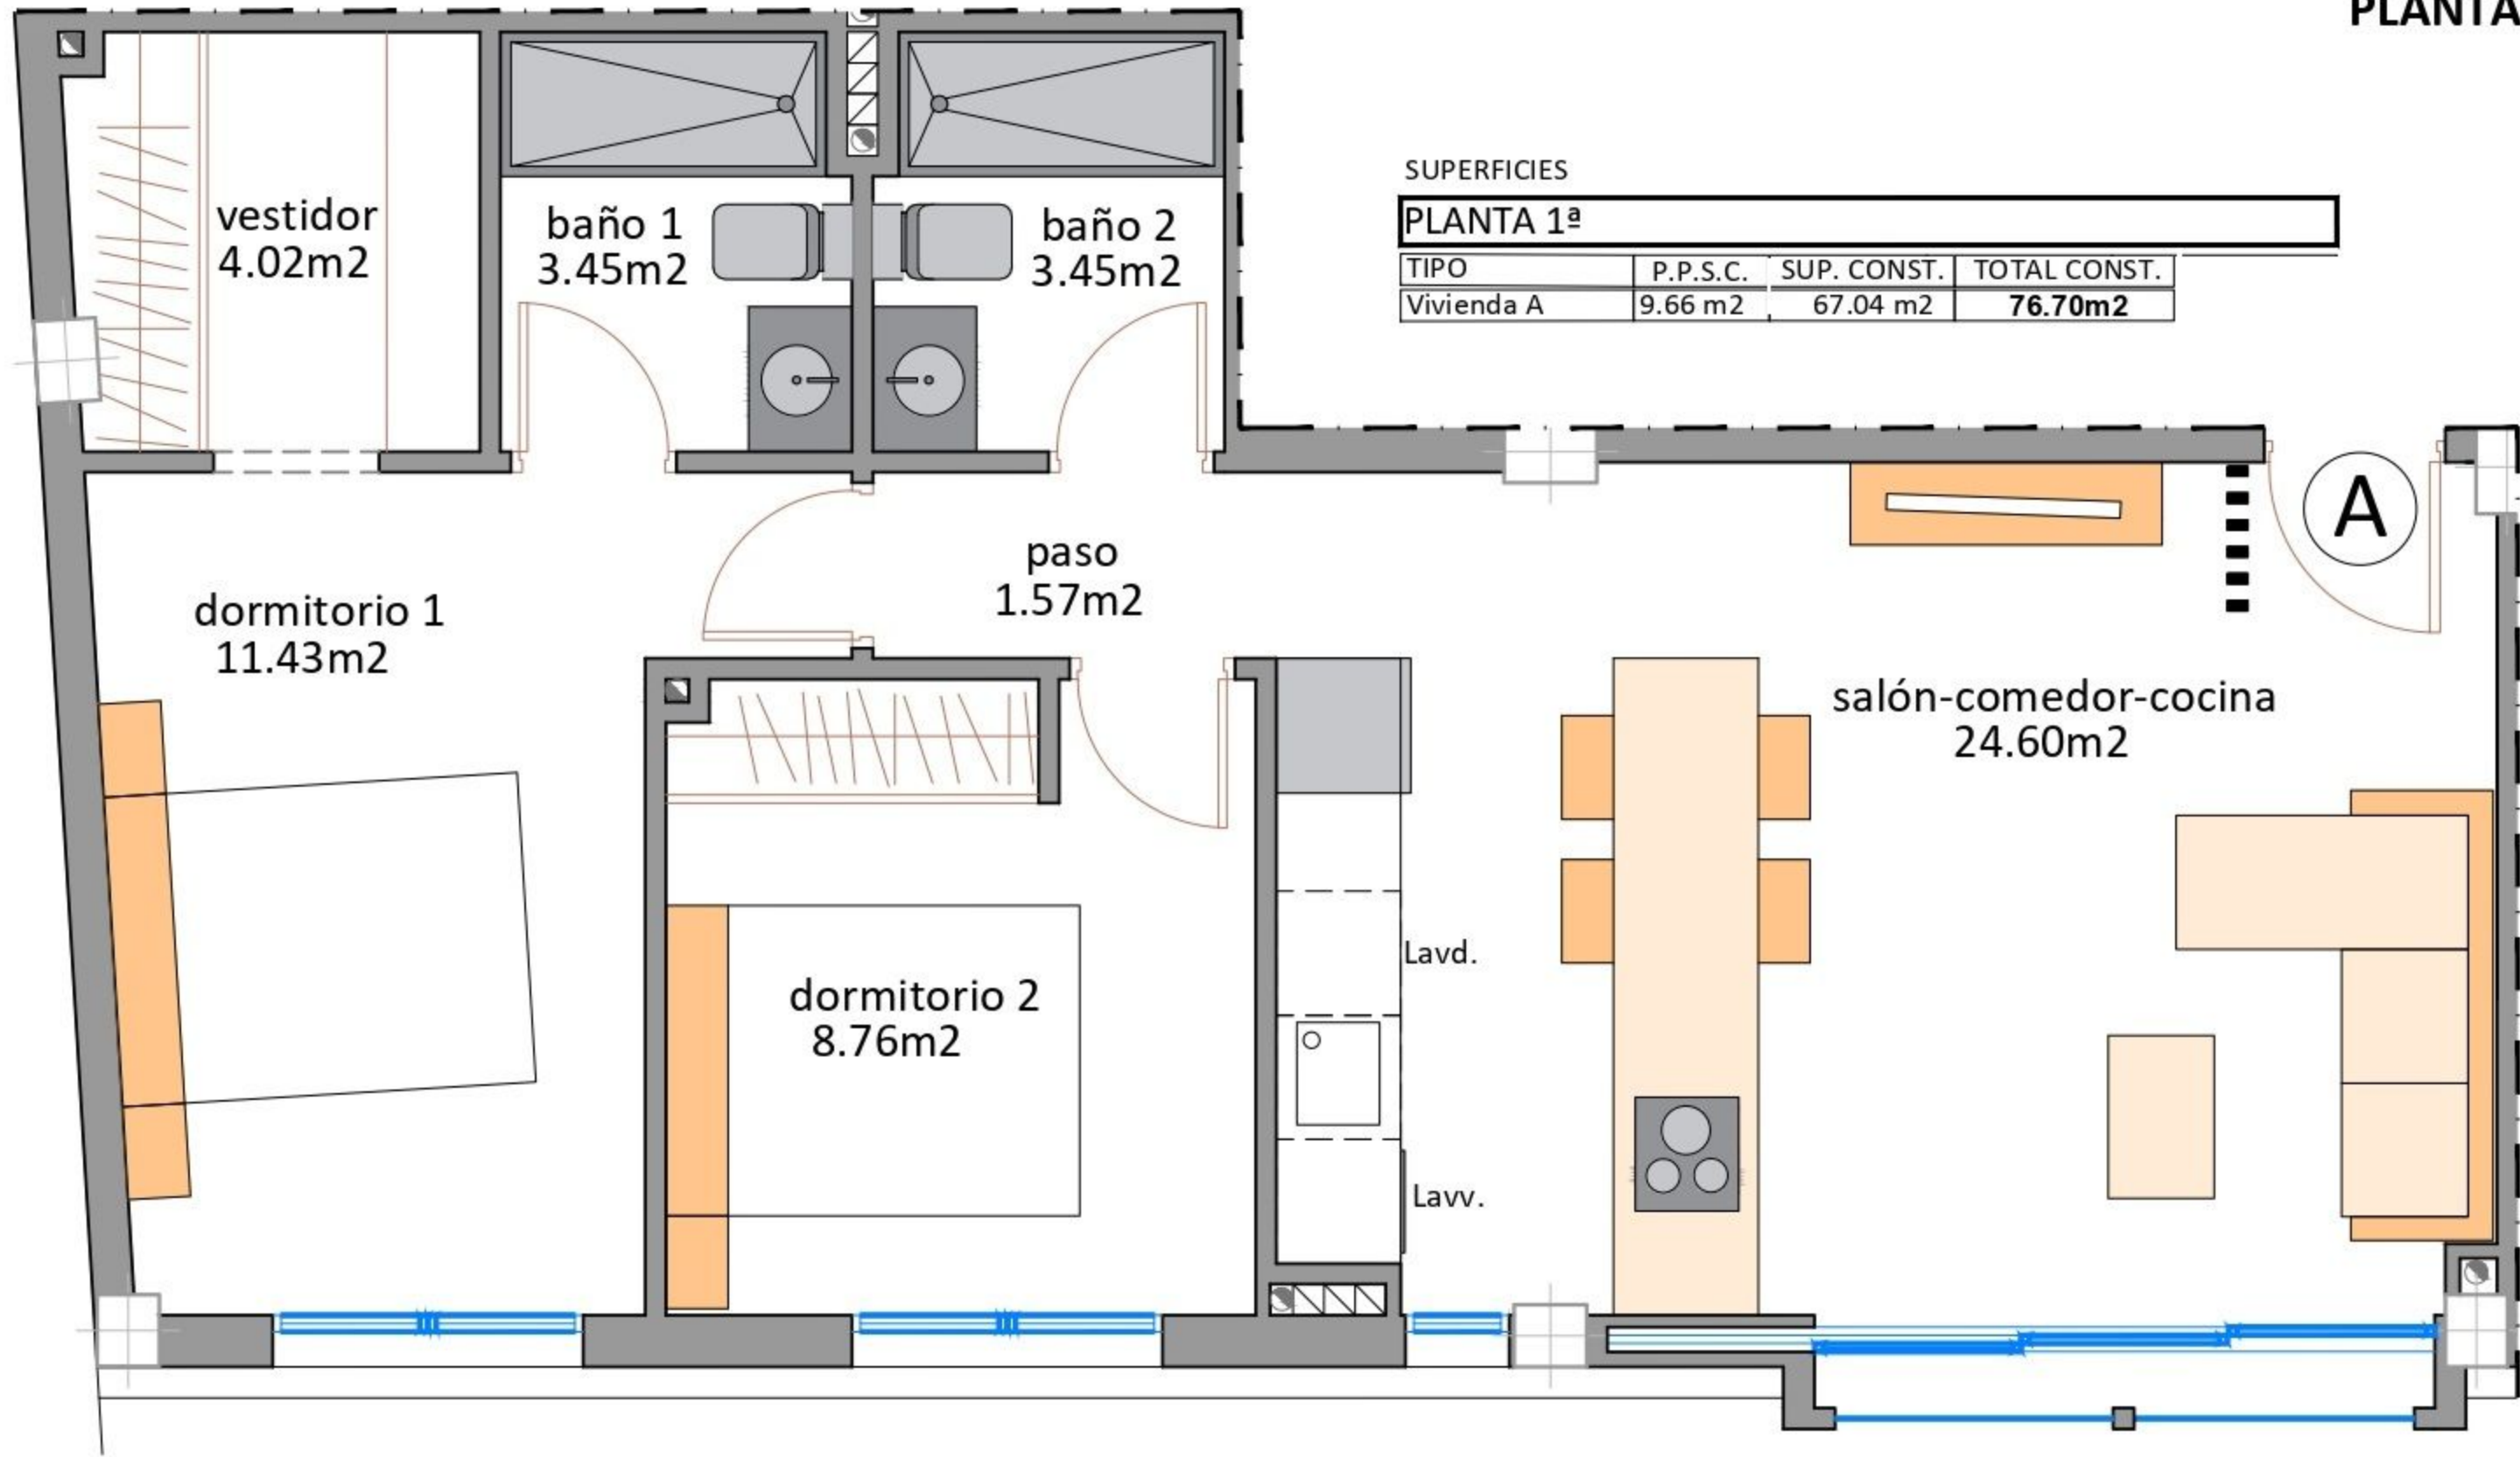 PLANTA
SUPERFICIES
PLANTA 1ª
TIPO P.P.S.C. SUP. CONST. TOTAL CONST.
Vivienda A 9.66 m2 67.04 m2 76.70m2
vestidor
4.02m2
baño 1
3.45m2
baño 2
3.45m2
A
paso
1.57m2
dormitorio 1
11.43m2
salón-comedor-cocina
24.60m2
Lavd.
dormitorio 2
8.76m2
Lavv.